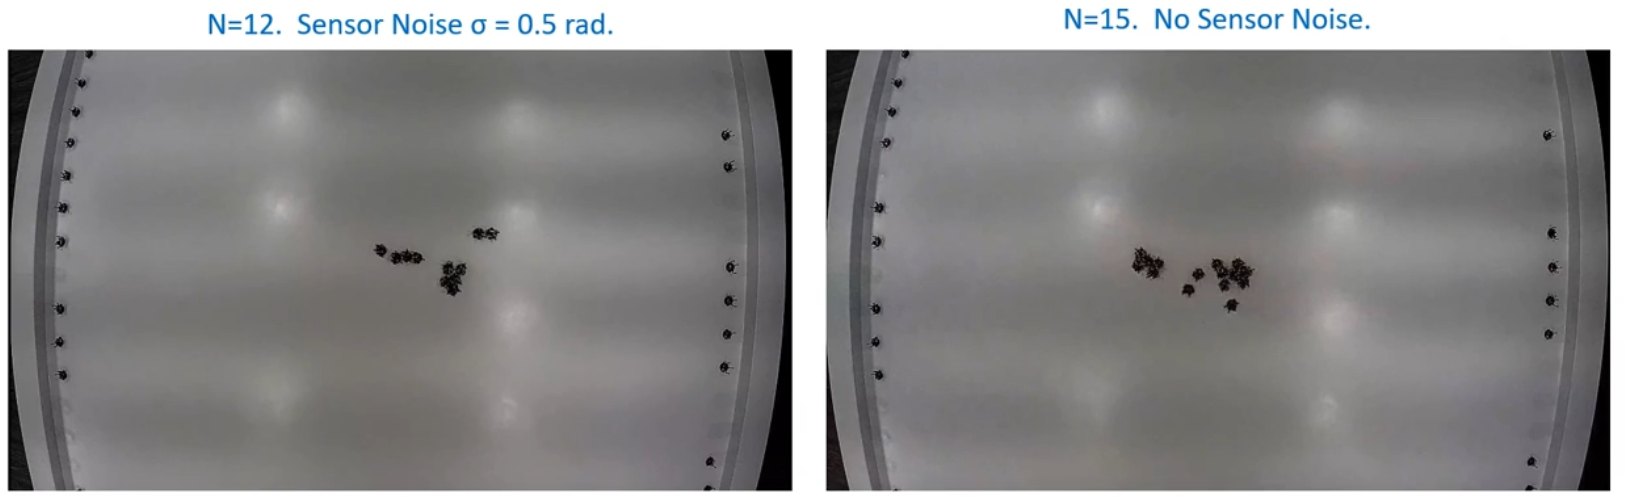 N=12.  Sensor Noise σ = 0.5 rad.
N=15.  No Sensor Noise.